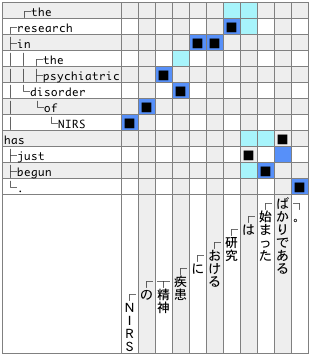 the
research
in
the
psychiatric
disorder
of
NIRS
has
just
begun
.
NIRS
の
精神
疾患
に
おける
研究
は
始まった
ばかりである
。